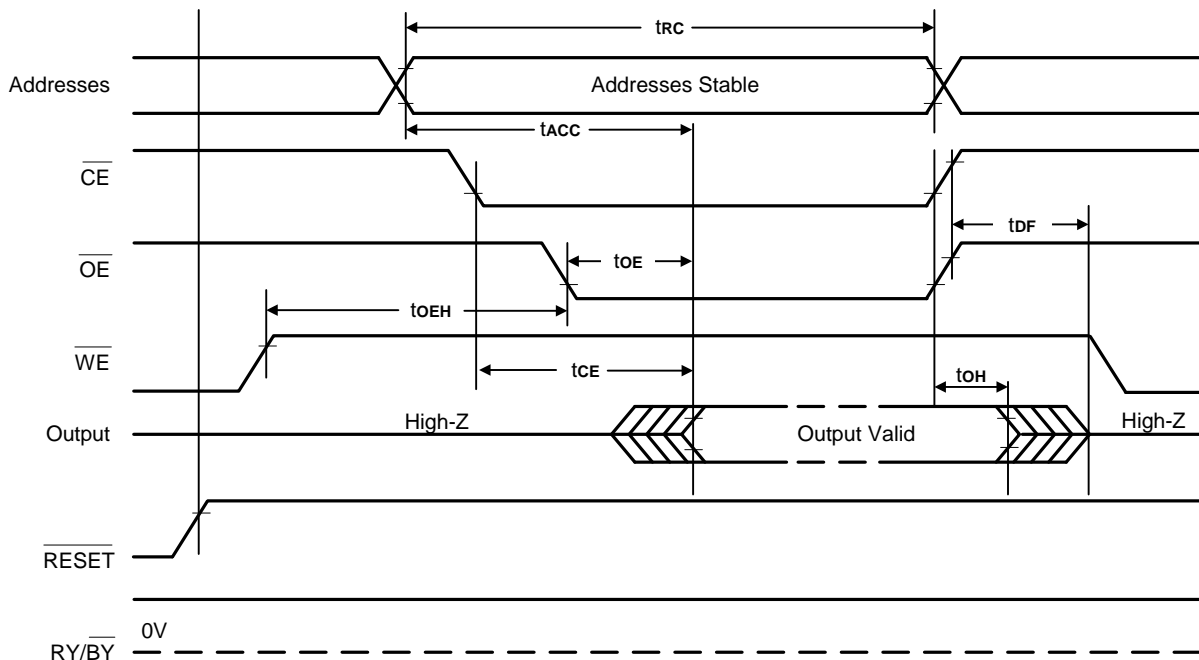 tRC
Addresses
Addresses Stable
tACC
CE
tDF
OE
tOE
tOEH
WE
tCE
tOH
High-Z
High-Z
Output
Output Valid
RESET
0V
RY/BY